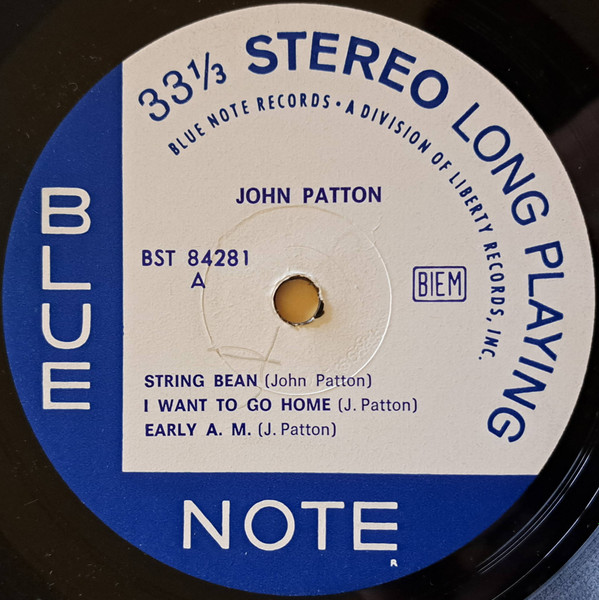 33⅓ STEREO LONG PLAYING
BLUE NOTE RECORDS • A DIVISION OF LIBERTY RECORDS, INC.
JOHN PATTON
BST 84281
A
BIEM
STRING BEAN (John Patton)
I WANT TO GO HOME (J. Patton)
EARLY A. M. (J. Patton)
BLUE
NOTE
R